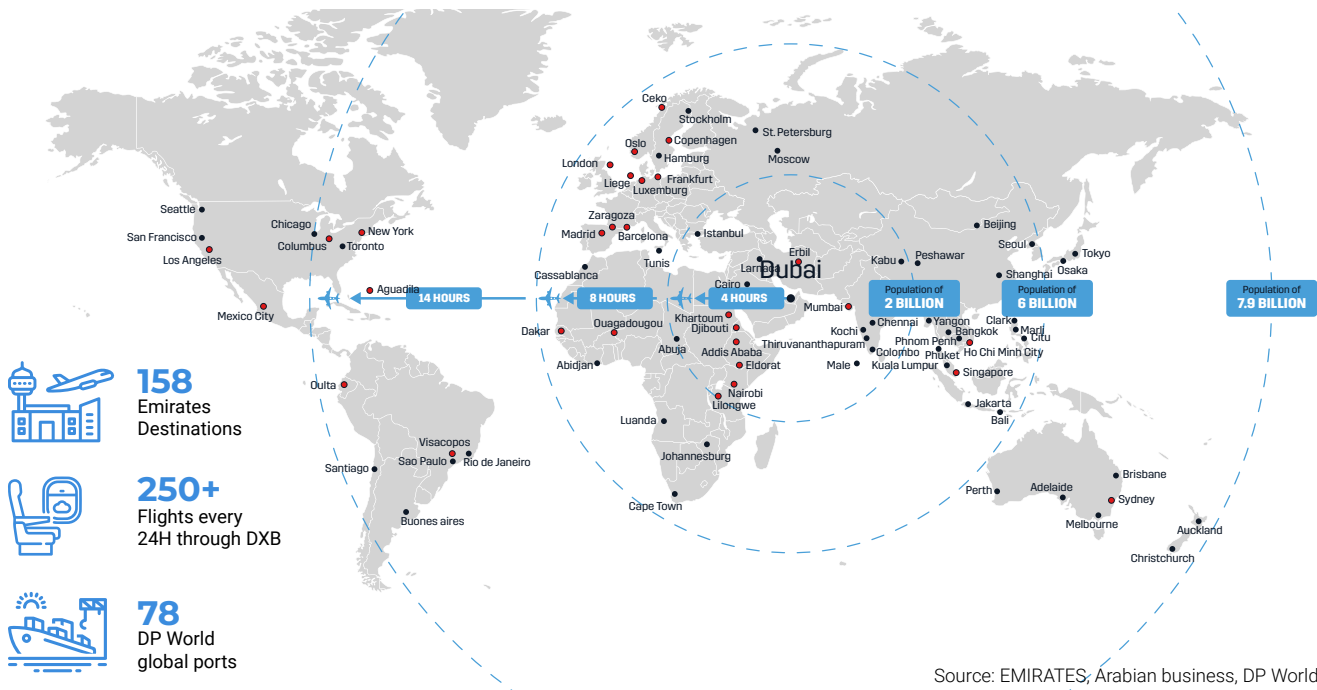 Ceko
Stockholm
St. Petersburg
Oslo
Copenhagen
Hamburg
Moscow
London
Liege
Frankfurt
Luxemburg
Seattle
Chicago
New York
San Francisco
Columbus
Toronto
Los Angeles
Zaragoza
Madrid
Barcelona
Istanbul
Tunis
Cassablanca
Larnaca
Erbil
Dubai
Cairo
Kabu
Peshawar
Beijing
Seoul
Tokyo
Osaka
Shanghai
Aguadila
Mexico City
14 HOURS
8 HOURS
4 HOURS
Population of
2 BILLION
Population of
6 BILLION
Population of
7.9 BILLION
Mumbai
Dakar
Ouagadougou
Khartoum
Djibouti
Abuja
Addis Ababa
Abidjan
Eldorat
Nairobi
Lilongwe
Kochi
Chennai
Thiruvananthapuram
Colombo
Male
Yangon
Bangkok
Phnom Penh
Phuket
Ho Chi Minh City
Kuala Lumpur
Singapore
Clark
Marli
Citu
Jakarta
Bali
Oulta
Visacopos
Sao Paulo
Rio de Janeiro
Santiago
Buones aires
Luanda
Johannesburg
Cape Town
Perth
Adelaide
Brisbane
Sydney
Melbourne
Auckland
Christchurch
158
Emirates
Destinations
250+
Flights every
24H through DXB
78
DP World
global ports
Source: EMIRATES, Arabian business, DP World